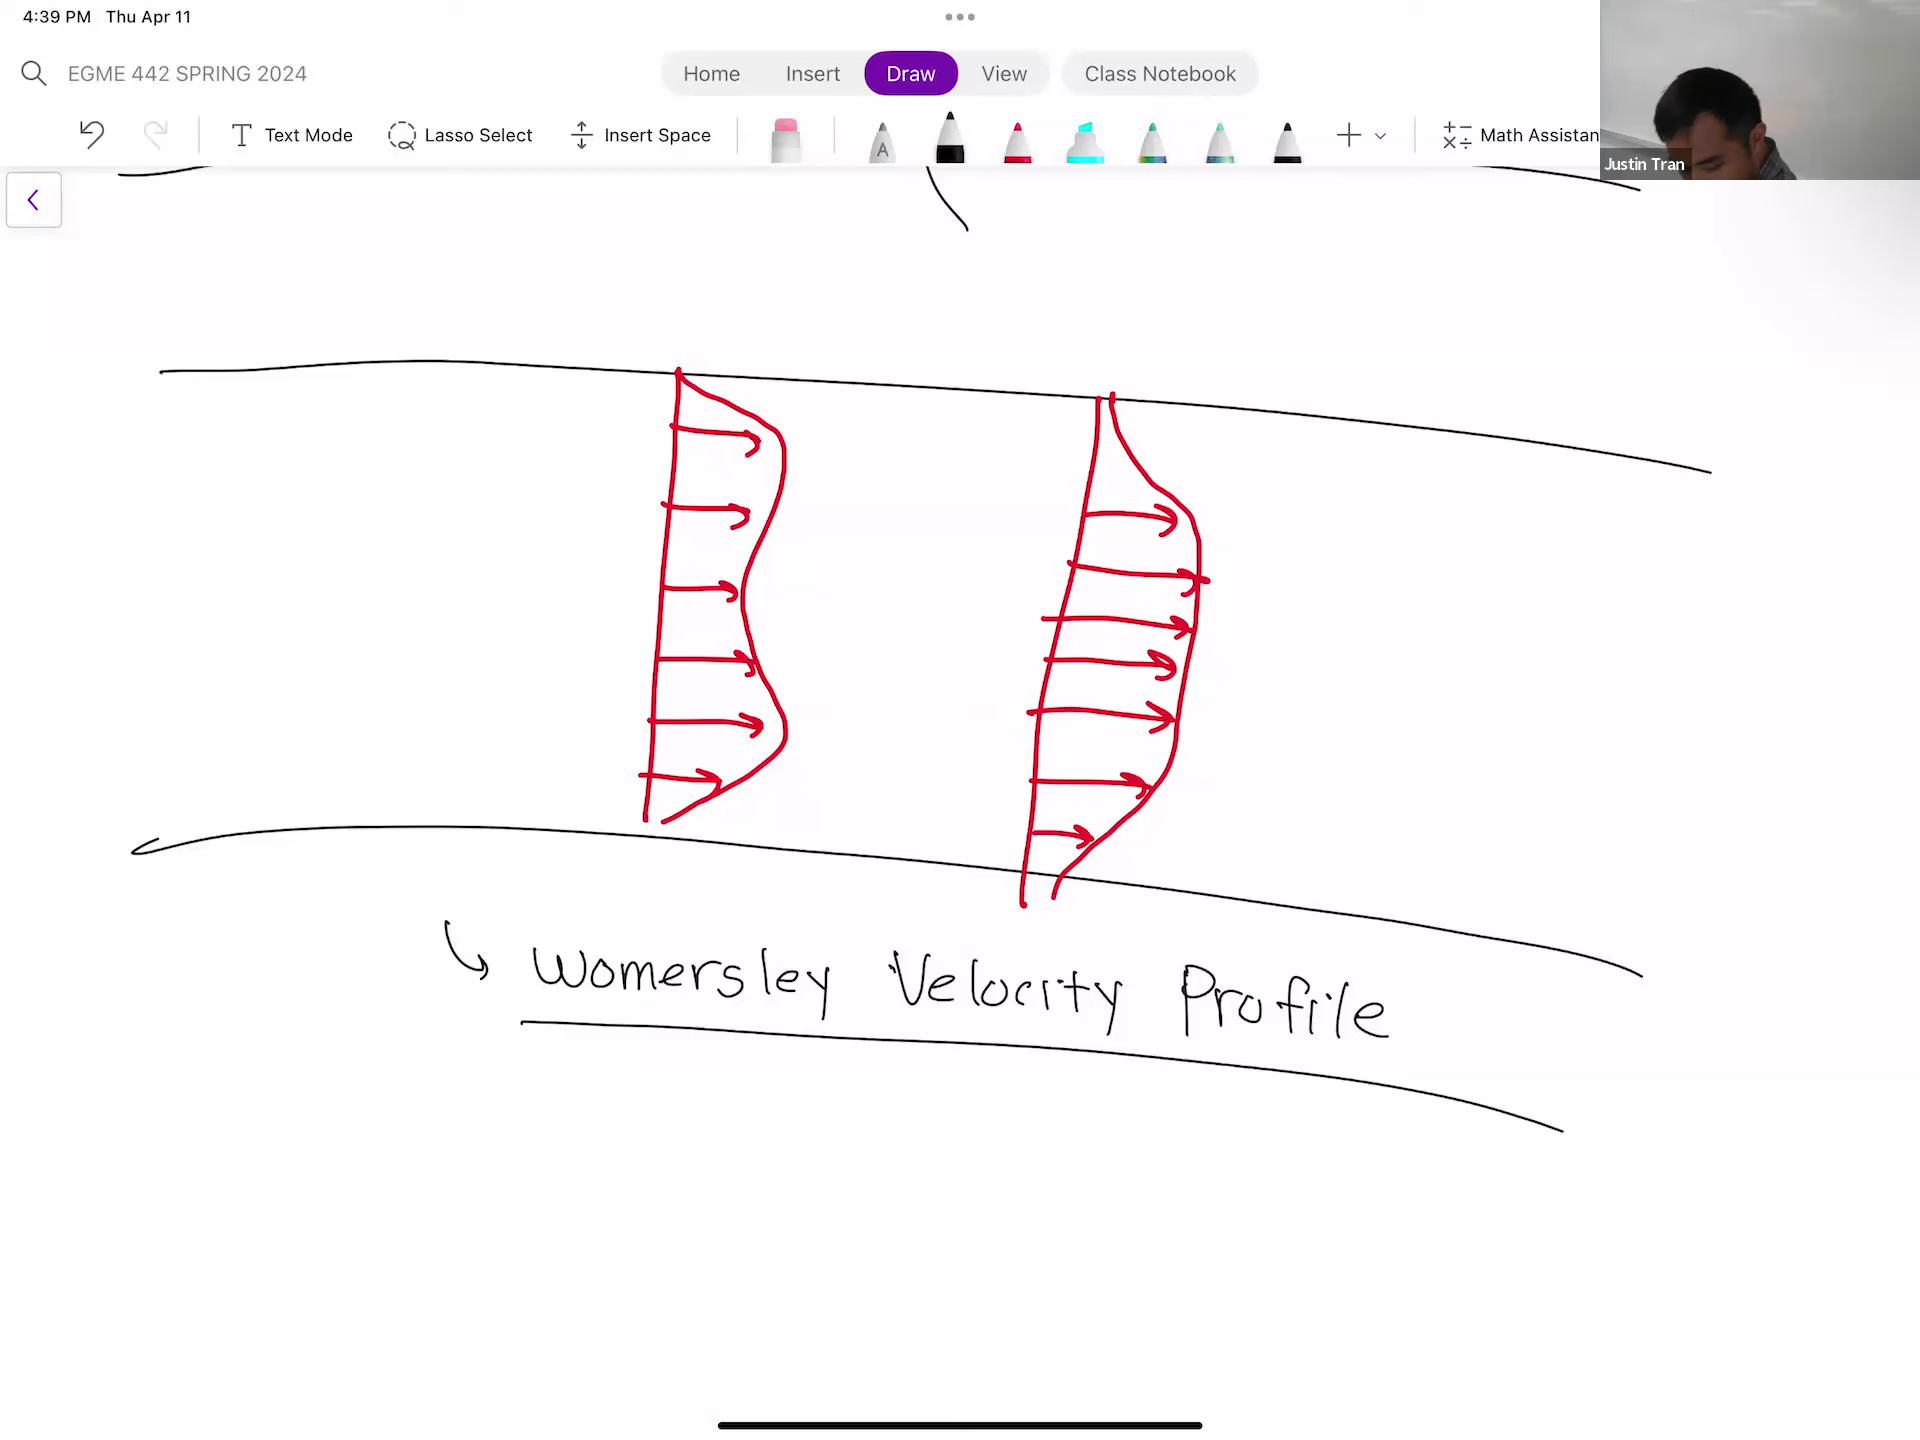 4:39 PM Thu Apr 11
EGME 442 SPRING 2024
Home Insert Draw View Class Notebook
Text Mode Lasso Select Insert Space A Math Assistan
Justin Tran
Womersley Velocity Profile